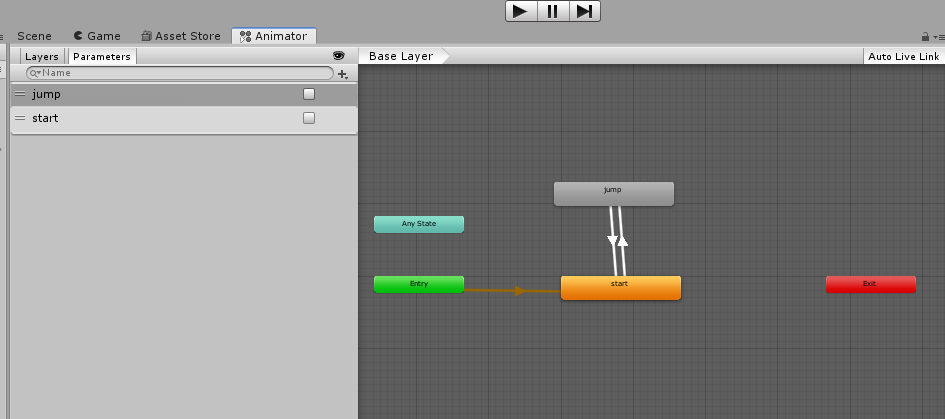 Scene Game Asset Store Animator
Layers Parameters Base Layer Auto Live Link
Name
jump
start
jump
Any State
Entry start Exit